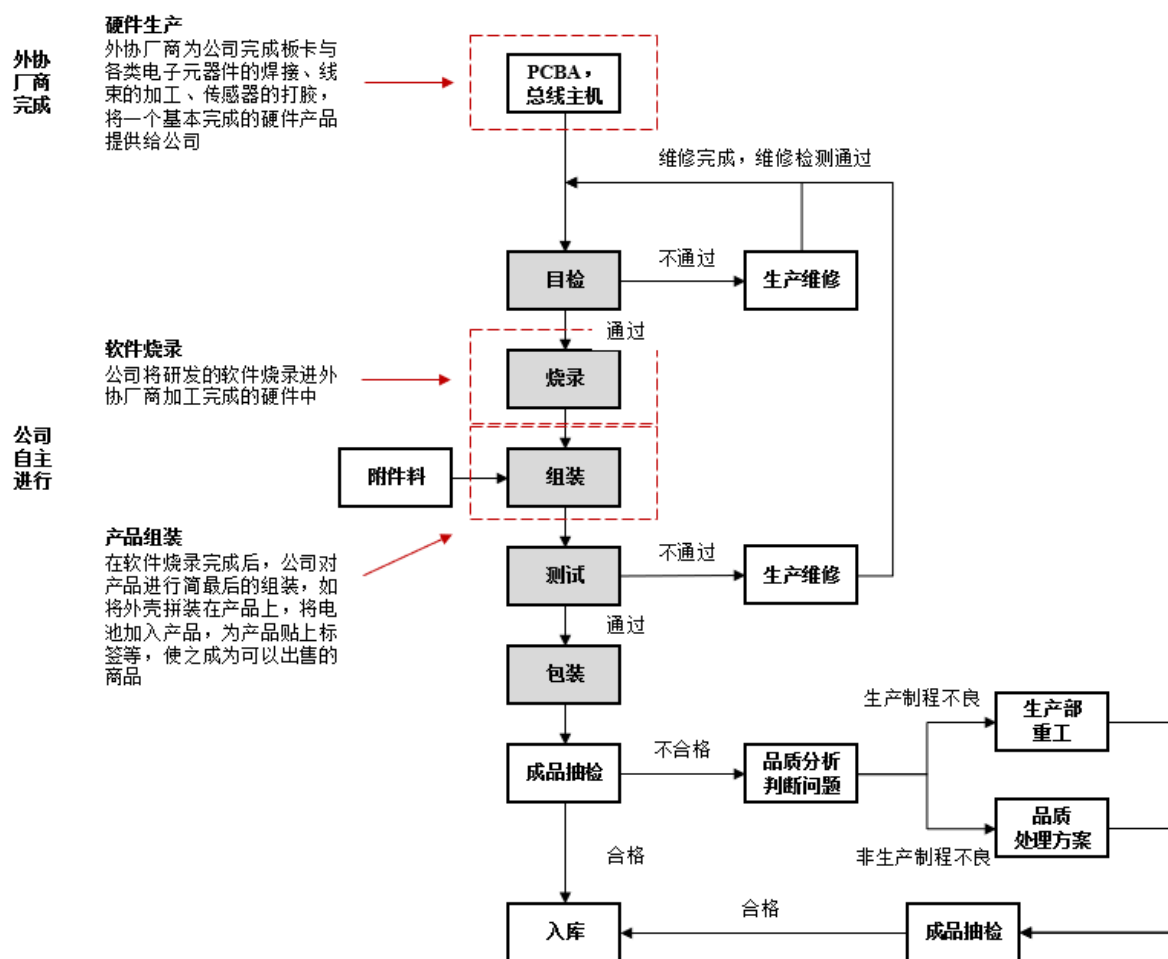 外协
厂商
完成
硬件生产
外协厂商为公司完成板卡与
各类电子元器件的焊接、线
束的加工、传感器的打胶，
将一个基本完成的硬件产品
提供给公司
PCBA，
总线主机
维修完成，维修检测通过
目检
不通过
生产维修
通过
软件烧录
公司将研发的软件烧录进外
协厂商加工完成的硬件中
烧录
公司
自主
进行
附件料
组装
产品组装
在软件烧录完成后，公司对
产品进行简最后的组装，如
将外壳拼装在产品上，将电
池加入产品，为产品贴上标
签等，使之成为可以出售的
商品
测试
不通过
生产维修
通过
包装
成品抽检
不合格
品质分析
判断问题
生产制程不良
生产部
重工
非生产制程不良
品质
处理方案
合格
入库
合格
成品抽检